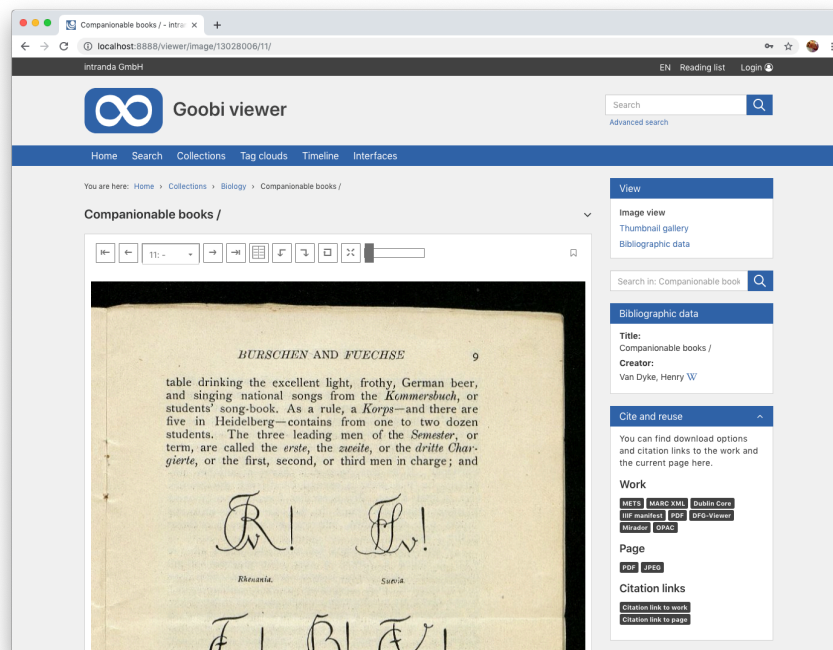 Companionable books / - intran
localhost:8888/viewer/image/13028006/11/
intranda GmbH
EN Reading list Login
Goobi viewer
Search
Advanced search
Home Search Collections Tag clouds Timeline Interfaces
You are here: Home › Collections › Biology › Companionable books /
Companionable books /
11: -
BURSCHEN AND FUECHSE 9
table drinking the excellent light, frothy, German beer,
and singing national songs from the Kommersbuch, or
students' song-book. As a rule, a Korps—and there are
five in Heidelberg—contains from one to two dozen
students. The three leading men of the Semester, or
term, are called the erste, the zweite, or the dritte Char-
gierte, or the first, second, or third men in charge; and
Rhenania.
Suevia.
View
Image view
Thumbnail gallery
Bibliographic data
Search in: Companionable book
Bibliographic data
Title:
Companionable books /
Creator:
Van Dyke, Henry W
Cite and reuse
You can find download options
and citation links to the work and
the current page here.
Work
METS MARC XML Dublin Core
IIIF manifest PDF DFG-Viewer
Mirador OPAC
Page
PDF JPEG
Citation links
Citation link to work
Citation link to page